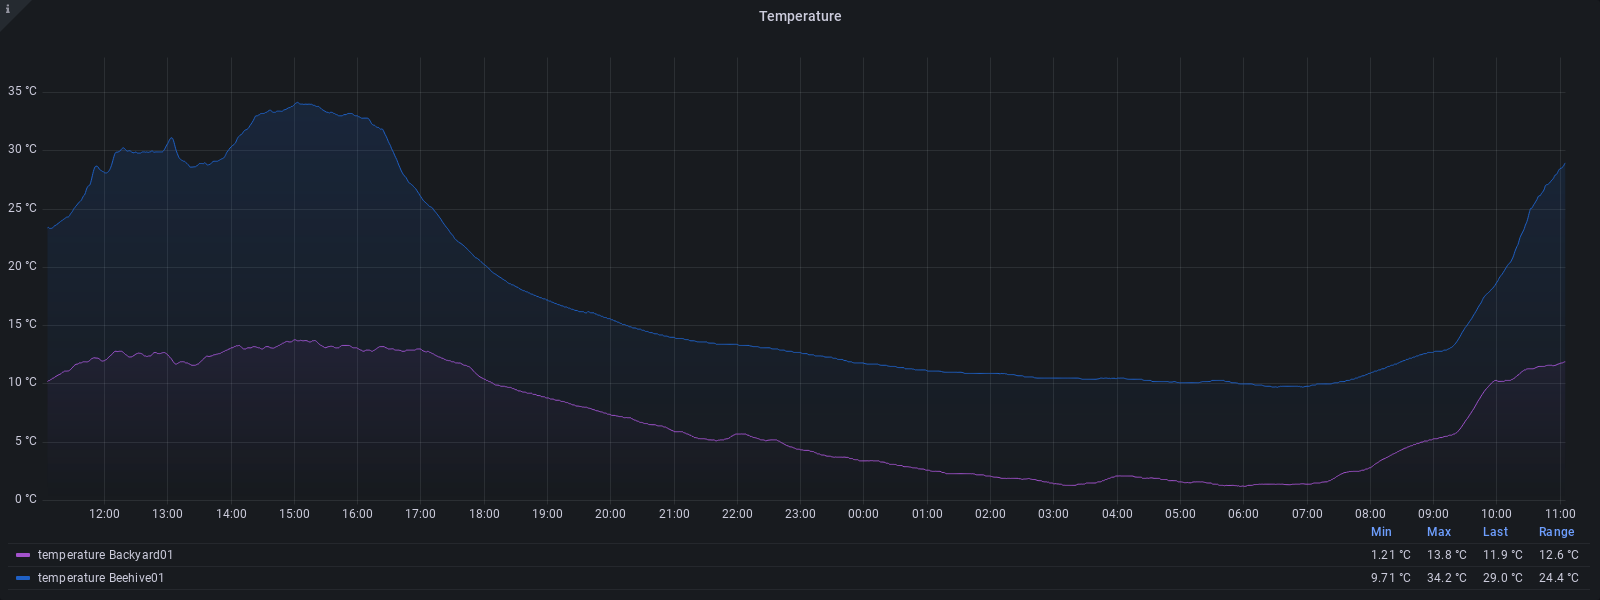 i
Temperature
35 °C
30 °C
25 °C
20 °C
15 °C
10 °C
5 °C
0 °C
12:00 13:00 14:00 15:00 16:00 17:00 18:00 19:00 20:00 21:00 22:00 23:00 00:00 01:00 02:00 03:00 04:00 05:00 06:00 07:00 08:00 09:00 10:00 11:00
Min Max Last Range
temperature Backyard01 1.21 °C 13.8 °C 11.9 °C 12.6 °C
temperature Beehive01 9.71 °C 34.2 °C 29.0 °C 24.4 °C